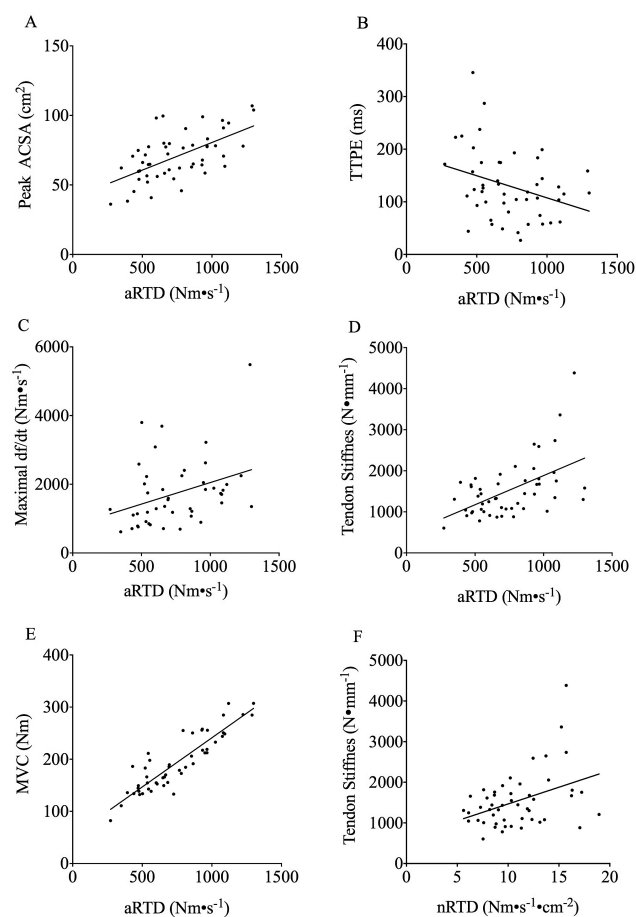 A
Peak ACSA (cm2)
150
100
50
0
0 500 1000 1500
aRTD (Nm•s-1)
B
TTPE (ms)
400
300
200
100
0
0 500 1000 1500
aRTD (Nm•s-1)
C
Maximal df/dt (Nm•s-1)
6000
4000
2000
0
0 500 1000 1500
aRTD (Nm•s-1)
D
Tendon Stiffnes (N•mm-1)
5000
4000
3000
2000
1000
0
0 500 1000 1500
aRTD (Nm•s-1)
E
MVC (Nm)
400
300
200
100
0
0 500 1000 1500
aRTD (Nm•s-1)
F
Tendon Stiffnes (N•mm-1)
5000
4000
3000
2000
1000
0
0 5 10 15 20
nRTD (Nm•s-1•cm-2)